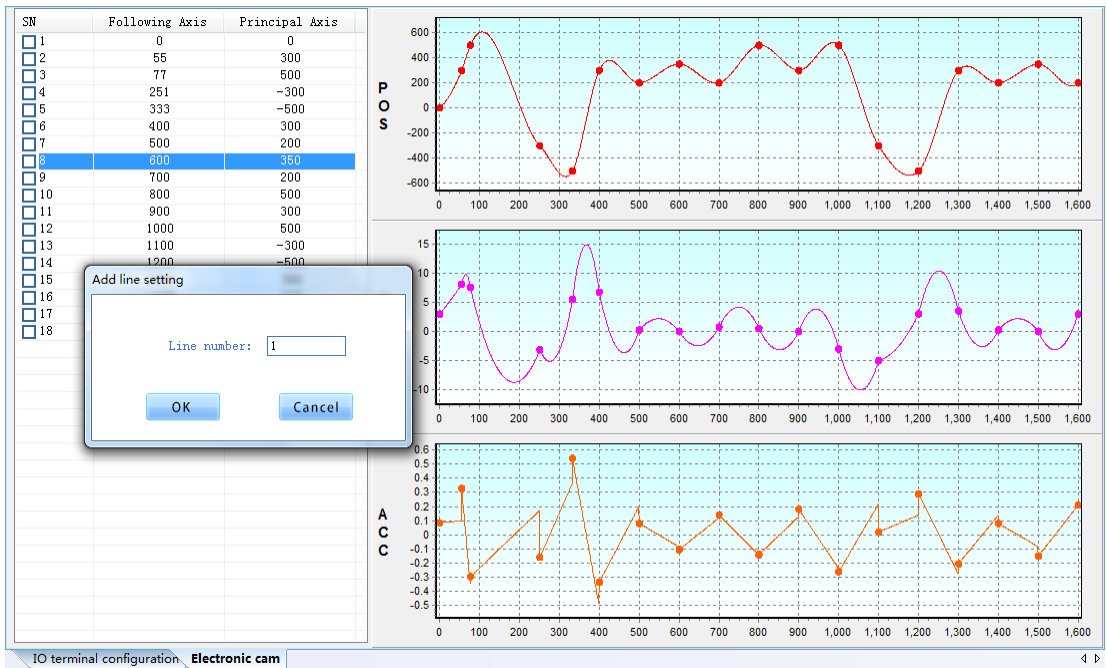 SN Following Axis Principal Axis
1 0 0
2 55 300
3 77 500
4 251 -300
5 333 -500
6 400 300
7 500 200
8 600 350
9 700 200
10 800 500
11 900 300
12 1000 500
13 1100 -300
14 1200 -500
15
16
17
18
Add line setting
Line number: 1
OK Cancel
POS
600
400
200
0
-200
-400
-600
0 100 200 300 400 500 600 700 800 900 1,000 1,100 1,200 1,300 1,400 1,500 1,600
15
10
5
0
-5
-10
0 100 200 300 400 500 600 700 800 900 1,000 1,100 1,200 1,300 1,400 1,500 1,600
ACC
0.6
0.5
0.4
0.3
0.2
0.1
0
-0.1
-0.2
-0.3
-0.4
-0.5
0 100 200 300 400 500 600 700 800 900 1,000 1,100 1,200 1,300 1,400 1,500 1,600
IO terminal configuration Electronic cam